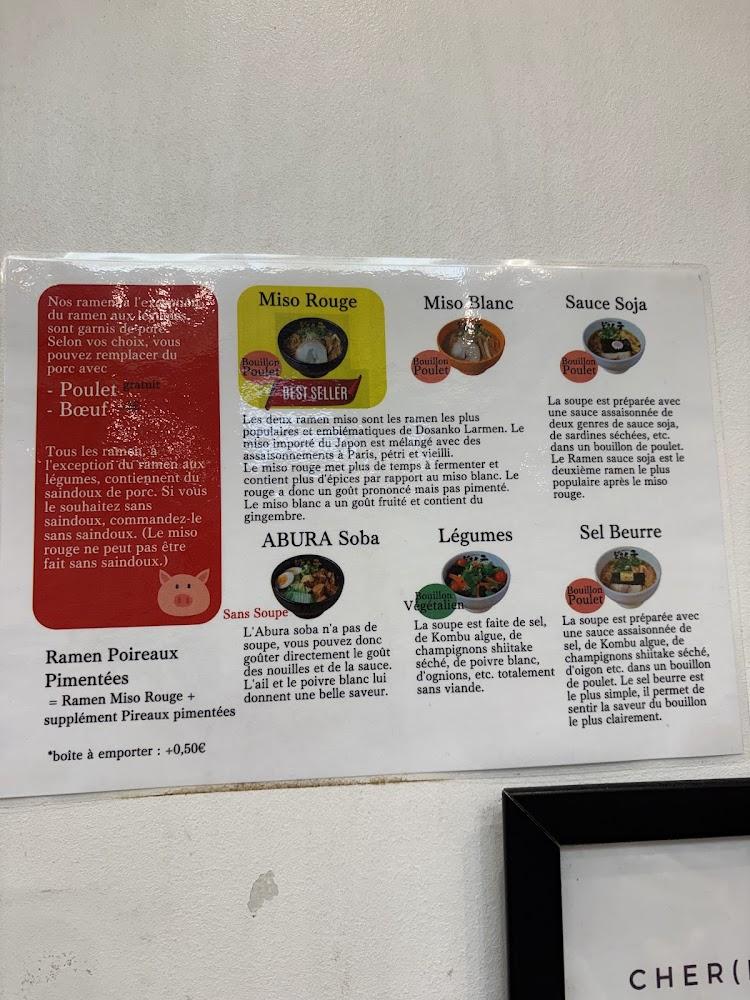 Nos ramen, à l'exception
du ramen aux légumes,
sont garnis de porc.
Selon vos choix, vous
pouvez remplacer du
porc avec
- Poulet gratuit
- Bœuf
Tous les ramen, à
l'exception du ramen aux
légumes, contiennent du
saindoux de porc. Si vous
le souhaitez sans
saindoux, commandez-le
sans saindoux. (Le miso
rouge ne peut pas être
fait sans saindoux.)
Ramen Poireaux
Pimentées
= Ramen Miso Rouge +
supplément Pireaux pimentées
*boîte à emporter : +0,50€
Miso Rouge
Bouillon
Poulet
BEST SELLER
Miso Blanc
Bouillon
Poulet
Les deux ramen miso sont les ramen les plus
populaires et emblématiques de Dosanko Larmen. Le
miso importé du Japon est mélangé avec des
assaisonnements à Paris, pétri et vieilli.
Le miso rouge met plus de temps à fermenter et
contient plus d'épices par rapport au miso blanc. Le
rouge a donc un goût prononcé mais pas pimenté.
Le miso blanc a un goût fruité et contient du
gingembre.
Sauce Soja
Bouillon
Poulet
La soupe est préparée avec
une sauce assaisonnée de
deux genres de sauce soja,
de sardines séchées, etc.
dans un bouillon de poulet.
Le Ramen sauce soja est le
deuxième ramen le plus
populaire après le miso
rouge.
ABURA Soba
Sans Soupe
L'Abura soba n'a pas de
soupe, vous pouvez donc
goûter directement le goût
des nouilles et de la sauce.
L'ail et le poivre blanc lui
donnent une belle saveur.
Légumes
Bouillon
Végétalien
La soupe est faite de sel,
de Kombu algue, de
champignons shiitake
séché, de poivre blanc,
d'ognions, etc. totalement
sans viande.
Sel Beurre
Bouillon
Poulet
La soupe est préparée avec
une sauce assaisonnée de
sel, de Kombu algue, de
champignons shiitake séché,
d'oigon etc. dans un bouillon
de poulet. Le sel beurre est
le plus simple, il permet de
sentir la saveur du bouillon
le plus clairement.
CHER(